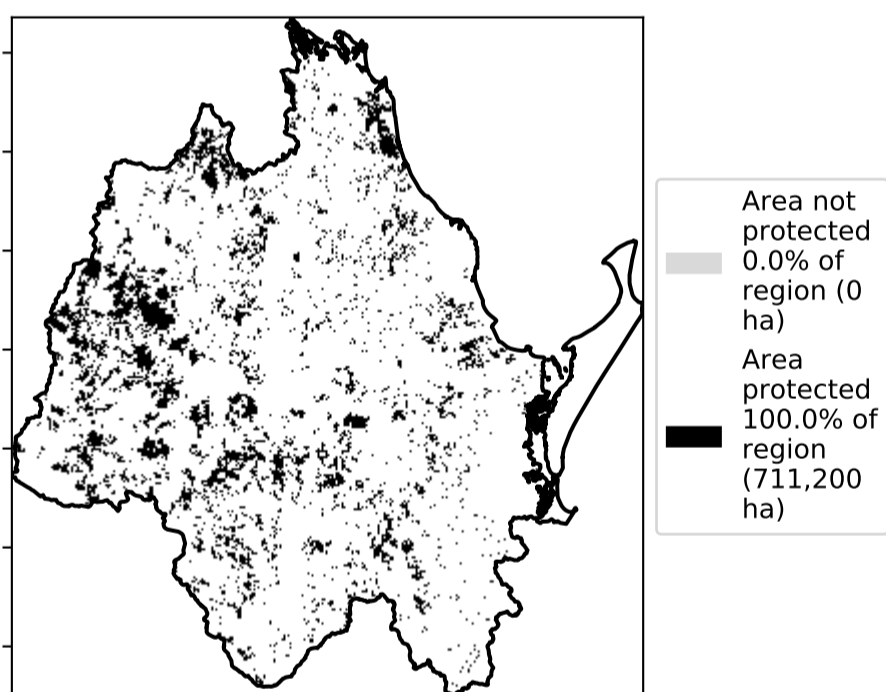 Area not
protected
0.0% of
region (0
ha)
Area
protected
100.0% of
region
(711,200
ha)